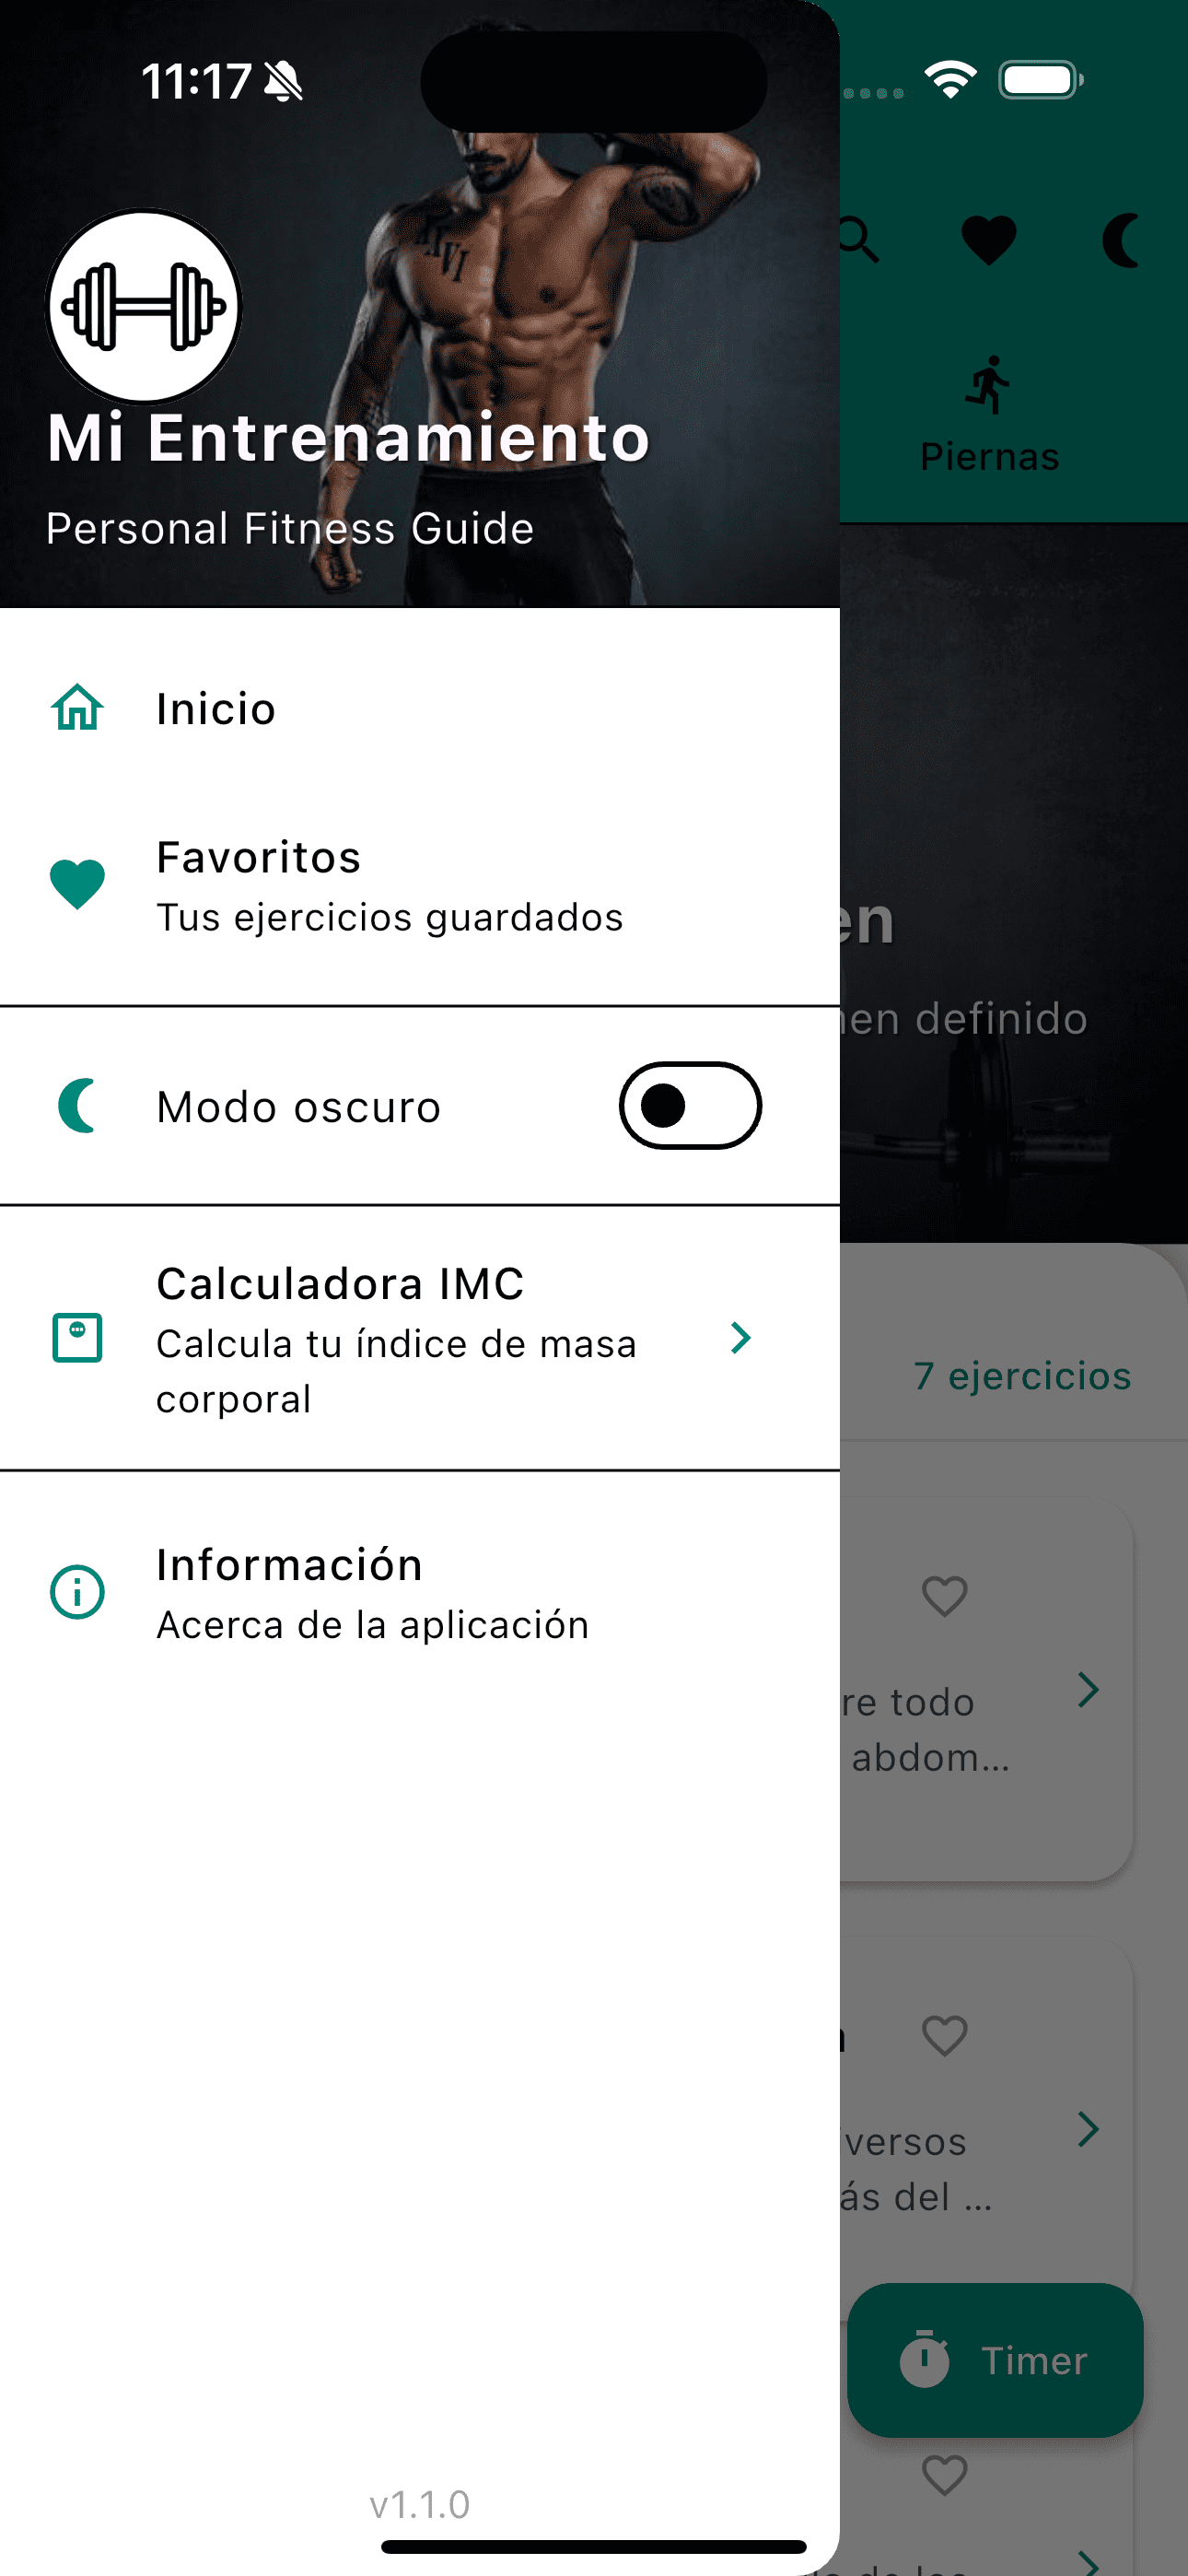 11:17
Mi Entrenamiento
Personal Fitness Guide
Piernas
Inicio
Favoritos
Tus ejercicios guardados
en
en definido
Modo oscuro
Calculadora IMC
Calcula tu índice de masa
corporal
7 ejercicios
Información
Acerca de la aplicación
re todo
abdom...
versos
ás del ...
Timer
v1.1.0